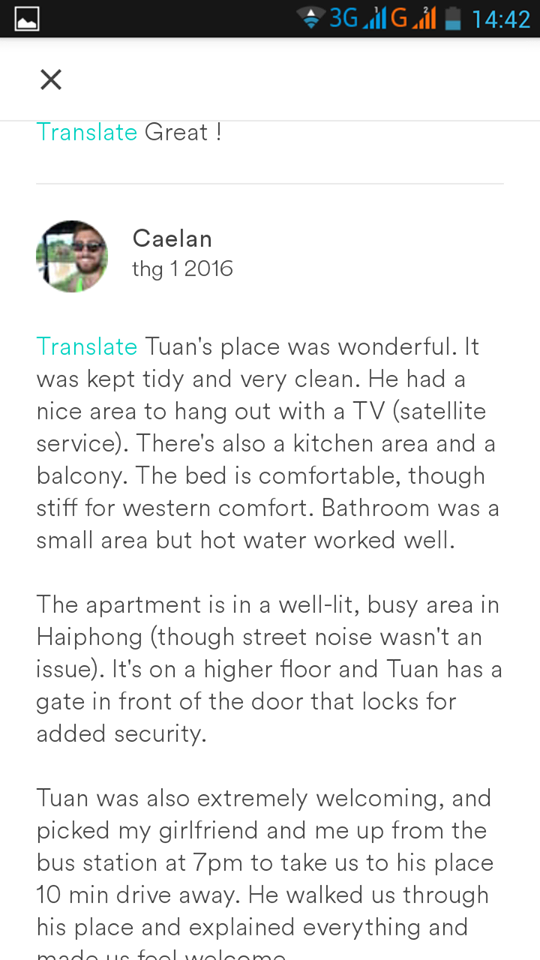 3G 1 G 2 14:42
Translate Great !
Caelan
thg 1 2016
Translate Tuan's place was wonderful. It
was kept tidy and very clean. He had a
nice area to hang out with a TV (satellite
service). There's also a kitchen area and a
balcony. The bed is comfortable, though
stiff for western comfort. Bathroom was a
small area but hot water worked well.
The apartment is in a well-lit, busy area in
Haiphong (though street noise wasn't an
issue). It's on a higher floor and Tuan has a
gate in front of the door that locks for
added security.
Tuan was also extremely welcoming, and
picked my girlfriend and me up from the
bus station at 7pm to take us to his place
10 min drive away. He walked us through
his place and explained everything and
made us feel welcome